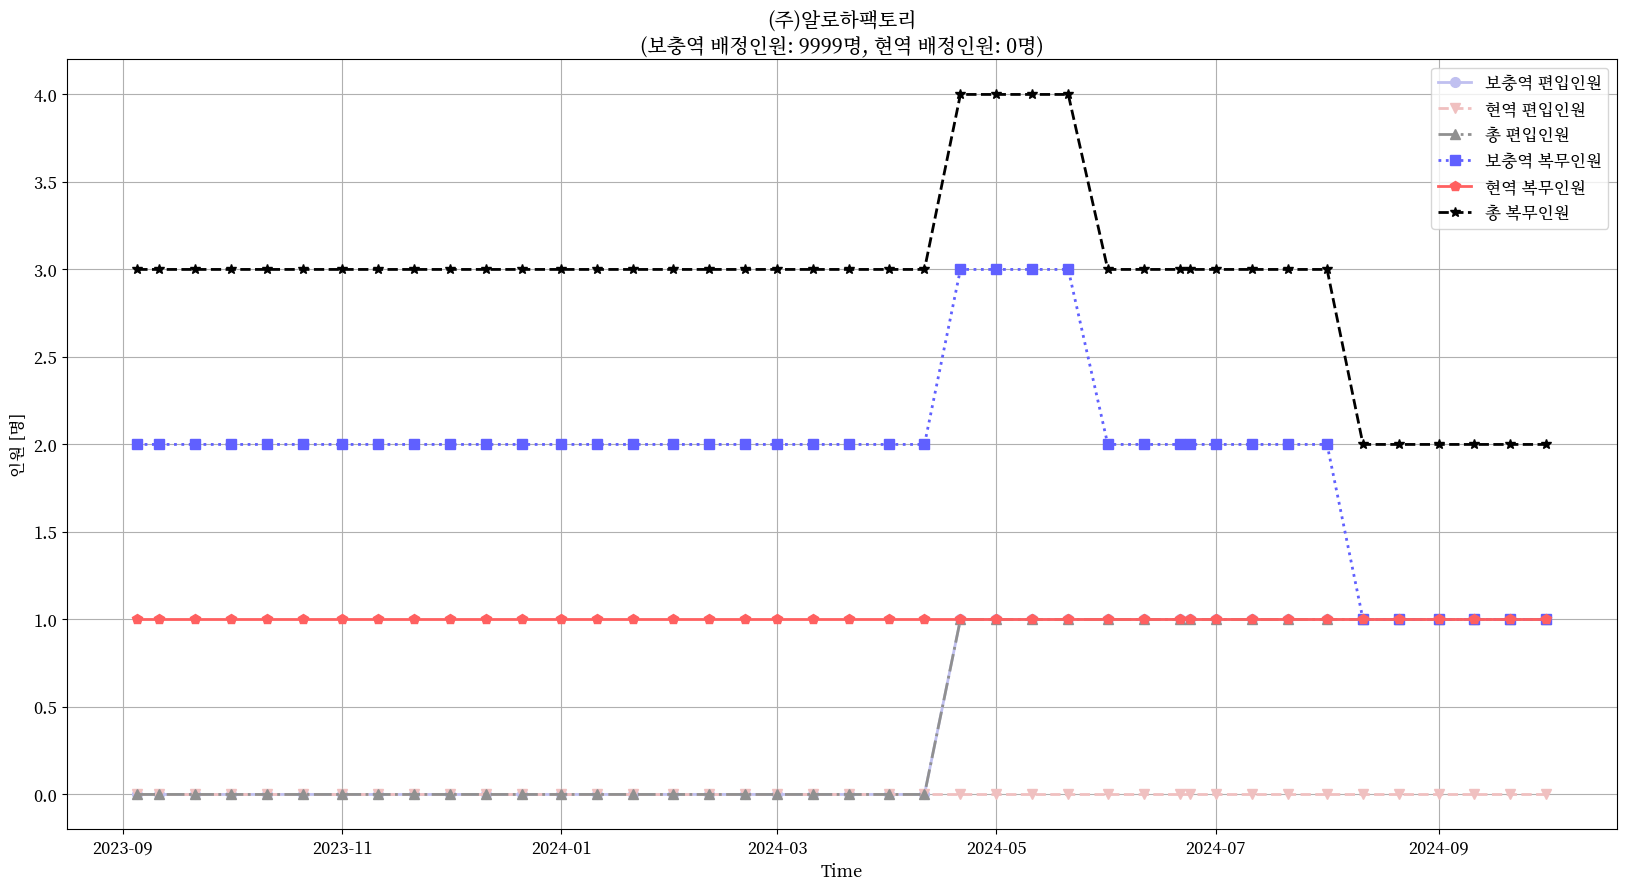 (주)알로하팩토리
(보충역 배정인원: 9999명, 현역 배정인원: 0명)
보충역 편입인원
현역 편입인원
총 편입인원
보충역 복무인원
현역 복무인원
총 복무인원
인원 [명]
4.0
3.5
3.0
2.5
2.0
1.5
1.0
0.5
0.0
2023-09
2023-11
2024-01
2024-03
2024-05
2024-07
2024-09
Time